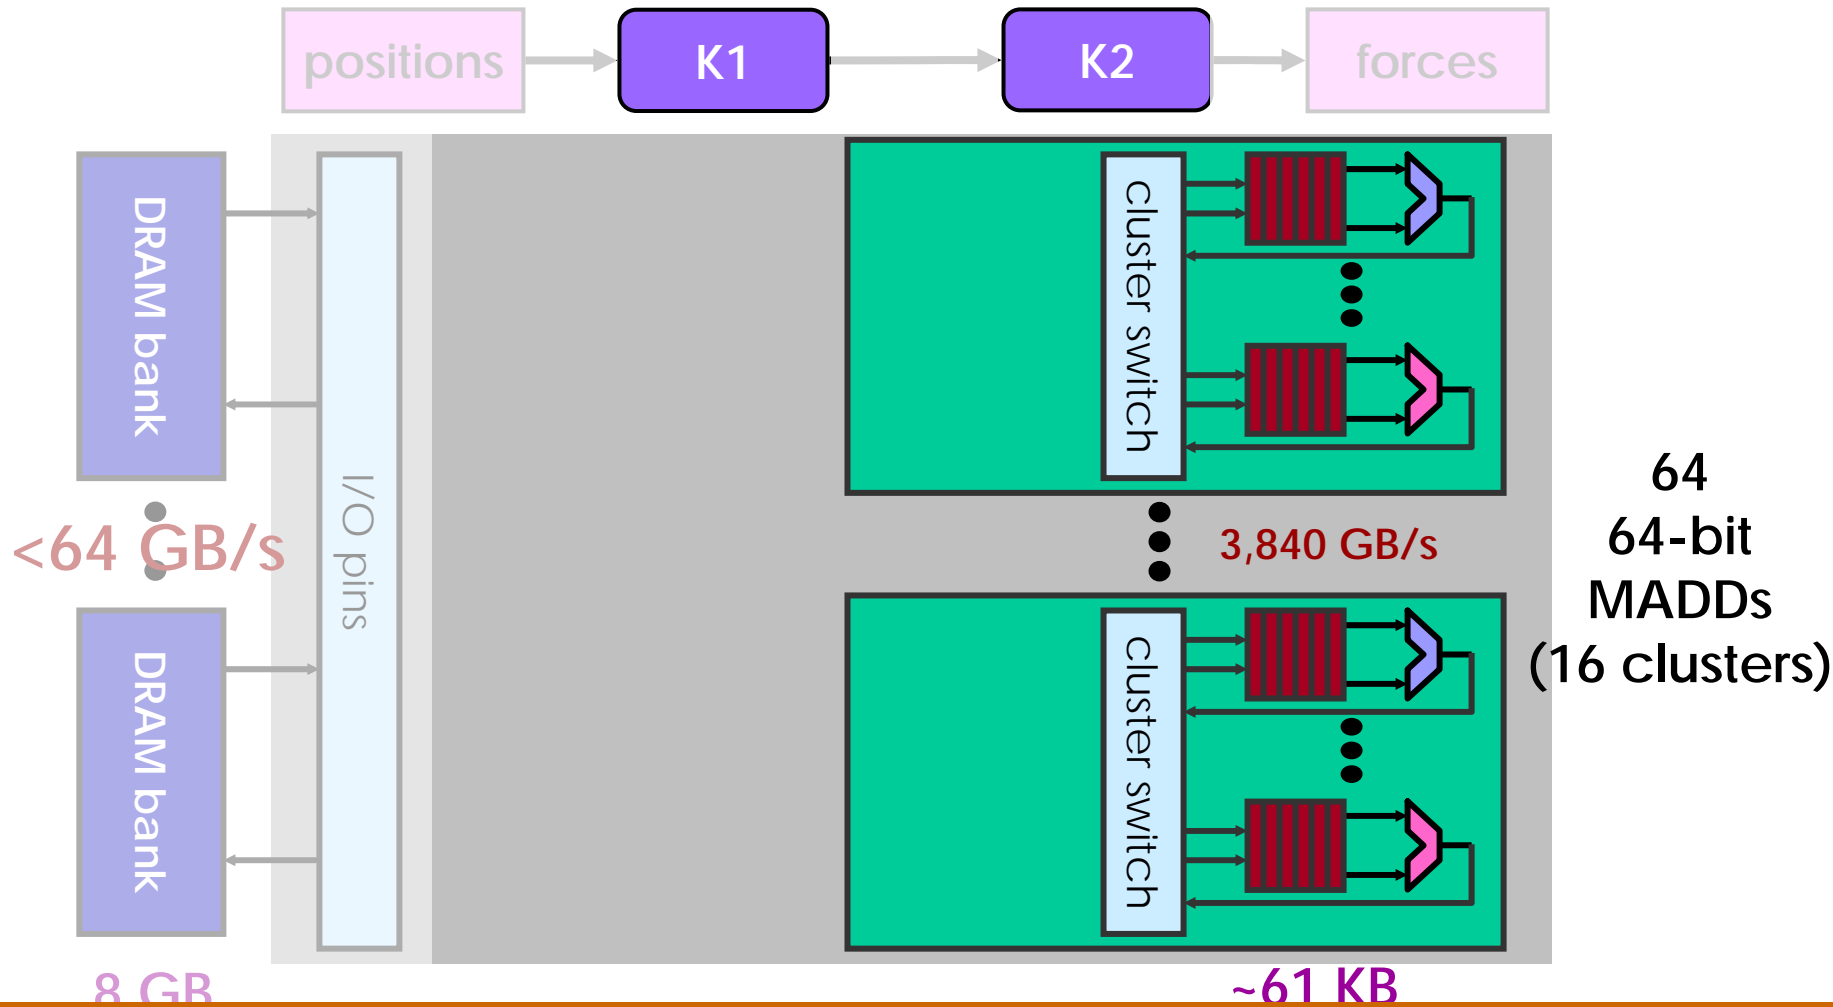 positions
K1
K2
forces
DRAM bank
I/O pins
Cluster switch
64
64-bit
MADDs
(16 clusters)
<64 GB/s
3,840 GB/s
DRAM bank
Cluster switch
8 GB
~61 KB